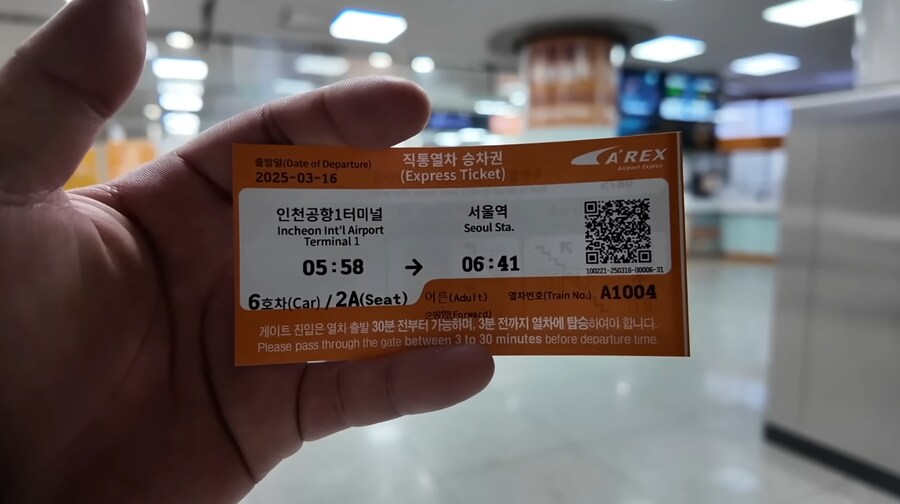 출발일(Date of Departure)
2025-03-16
직통열차 승차권
(Express Ticket)
A'REX
Airport Express
인천공항1터미널
Incheon Int'l Airport
Terminal 1
서울역
Seoul Sta.
05:58 → 06:41
100221-250316-00006-31
6호차(Car) / 2A(Seat)
어른(Adult)
순방향(Forward)
열차번호(Train No.) A1004
게이트 진입은 열차 출발 30분 전부터 가능하며, 3분 전까지 열차에 탑승하여야 합니다.
Please pass through the gate between 3 to 30 minutes before departure time.